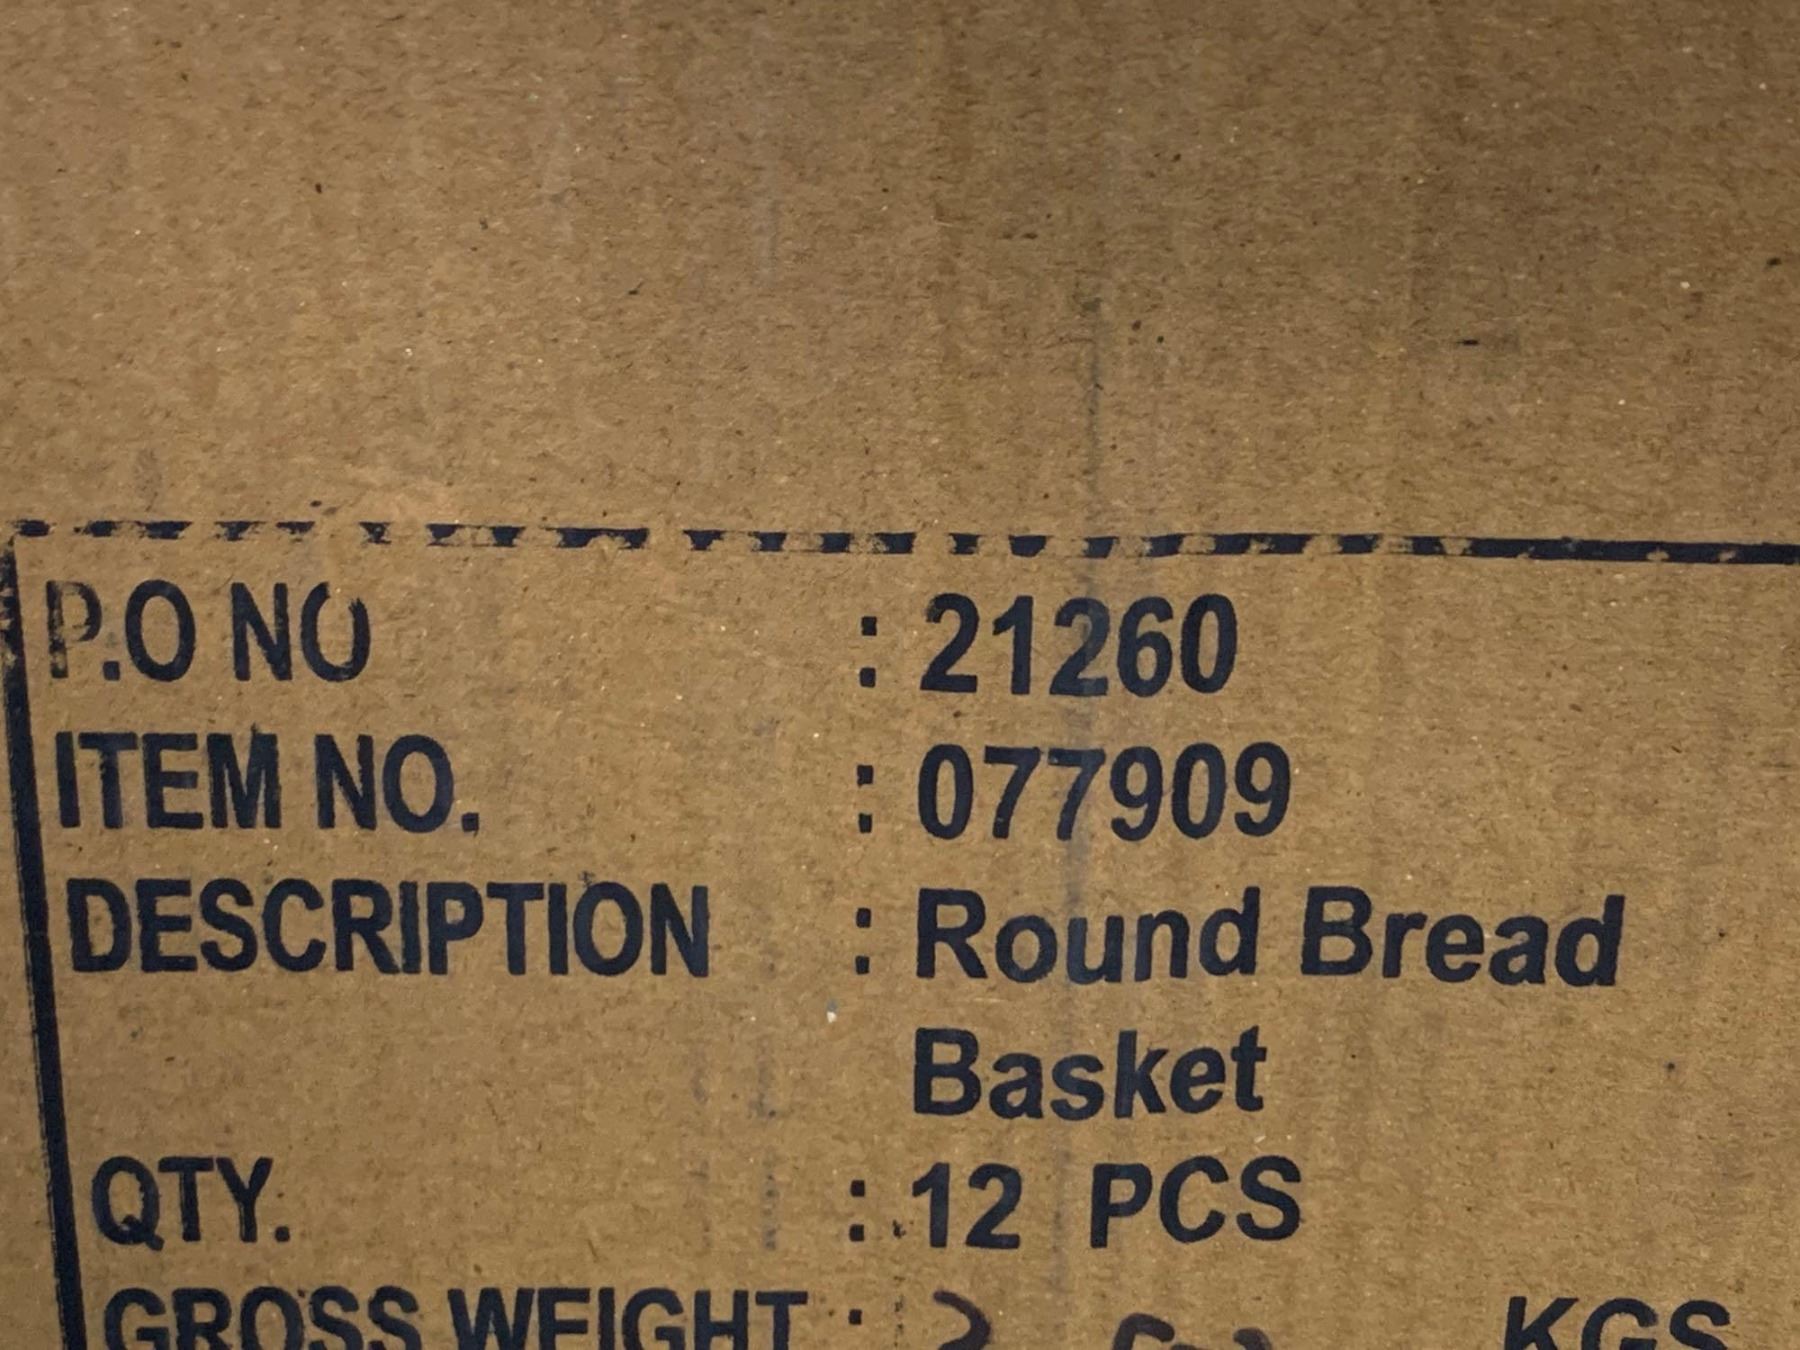 P.O NO : 21260
ITEM NO. : 077909
DESCRIPTION : Round Bread
Basket
QTY. : 12 PCS
GROSS WEIGHT : KGS